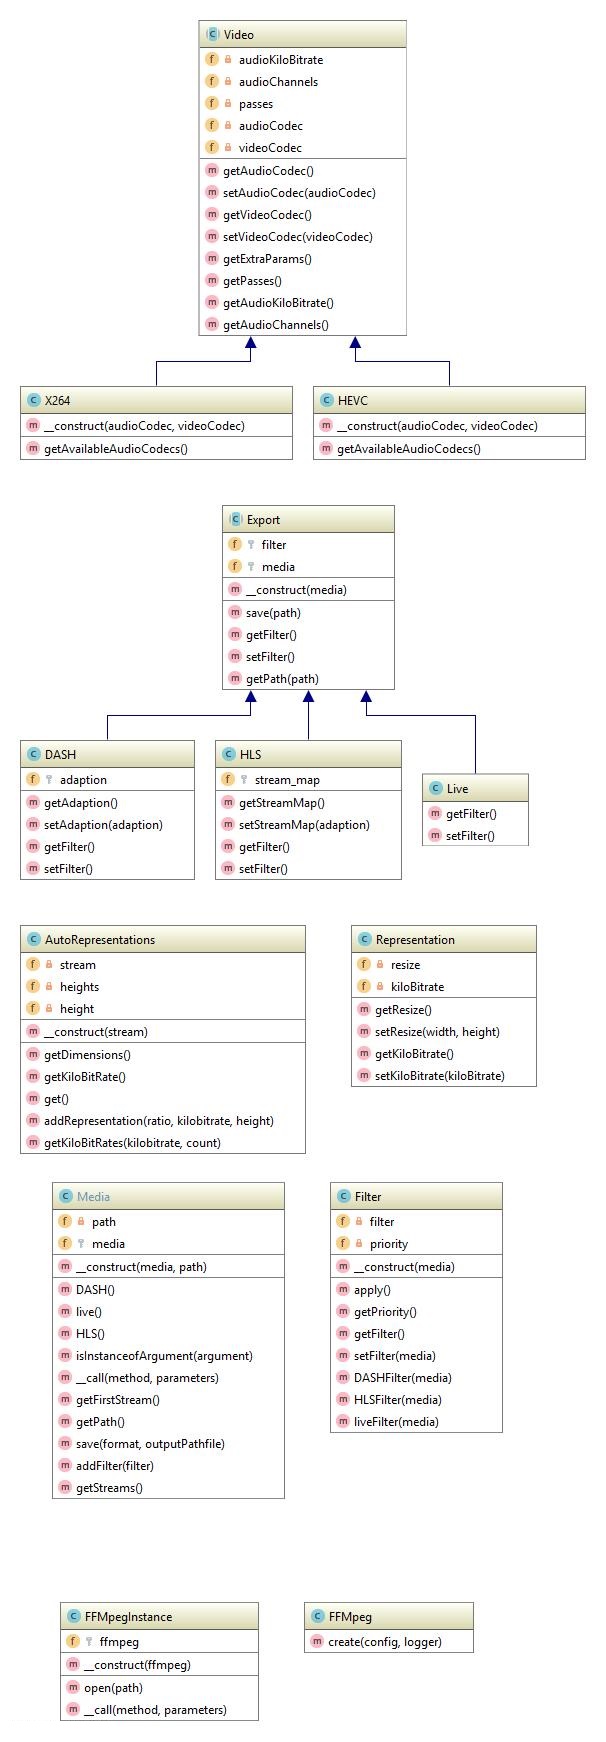 Video
audioKiloBitrate
audioChannels
passes
audioCodec
videoCodec
getAudioCodec()
setAudioCodec(audioCodec)
getVideoCodec()
setVideoCodec(videoCodec)
getExtraParams()
getPasses()
getAudioKiloBitrate()
getAudioChannels()
X264
__construct(audioCodec, videoCodec)
getAvailableAudioCodecs()
HEVC
__construct(audioCodec, videoCodec)
getAvailableAudioCodecs()
Export
filter
media
__construct(media)
save(path)
getFilter()
setFilter()
getPath(path)
DASH
adaption
getAdaption()
setAdaption(adaption)
getFilter()
setFilter()
HLS
stream_map
getStreamMap()
setStreamMap(adaption)
getFilter()
setFilter()
Live
getFilter()
setFilter()
AutoRepresentations
stream
heights
height
__construct(stream)
getDimensions()
getKiloBitRate()
get()
addRepresentation(ratio, kilobitrate, height)
getKiloBitRates(kilobitrate, count)
Representation
resize
kiloBitrate
getResize()
setResize(width, height)
getKiloBitrate()
setKiloBitrate(kiloBitrate)
Media
path
media
__construct(media, path)
DASH()
live()
HLS()
isInstanceofArgument(argument)
__call(method, parameters)
getFirstStream()
getPath()
save(format, outputPathfile)
addFilter(filter)
getStreams()
Filter
filter
priority
__construct(media)
apply()
getPriority()
getFilter()
setFilter(media)
DASHFilter(media)
HLSFilter(media)
liveFilter(media)
FFMpegInstance
ffmpeg
__construct(ffmpeg)
open(path)
__call(method, parameters)
FFMpeg
create(config, logger)